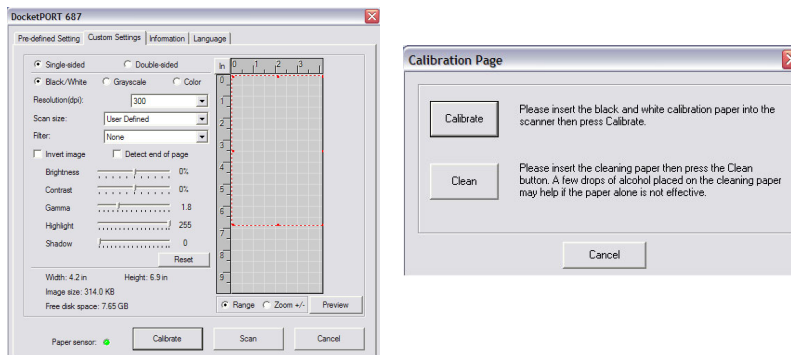 DocketPORT 687
Pre-defined Setting Custom Settings Information Language
Single-sided Double-sided
Black/White Grayscale Color
Resolution(dpi): 300
Scan size: User Defined
Filter: None
Invert image Detect end of page
Brightness 0%
Contrast 0%
Gamma 1.8
Highlight 255
Shadow 0
Reset
Width: 4.2 in Height: 6.9 in
Image size: 314.0 KB
Free disk space: 7.65 GB
In 0 1 2 3
0
1
2
3
4
5
6
7
8
9
Range Zoom +/- Preview
Paper sensor: Calibrate Scan Cancel
Calibration Page
Calibrate
Please insert the black and white calibration paper into the
scanner then press Calibrate.
Clean
Please insert the cleaning paper then press the Clean
button. A few drops of alcohol placed on the cleaning paper
may help if the paper alone is not effective.
Cancel